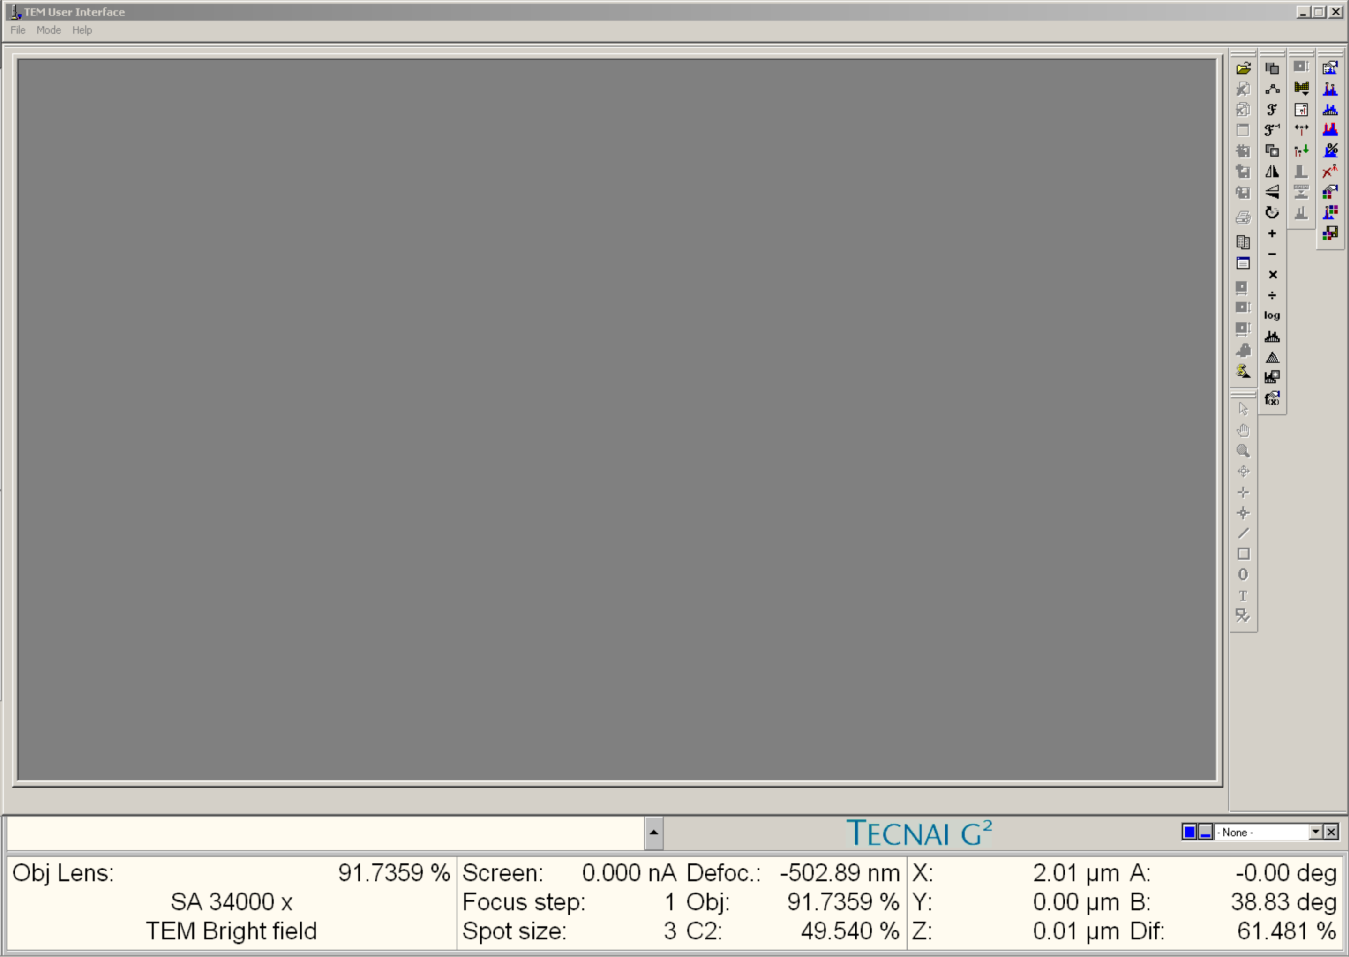 TEM User Interface
File Mode Help
F
F⁻¹
+
−
×
÷
log
f(x)
T
TECNAI G²
- None -
Obj Lens: 91.7359 %
SA 34000 x
TEM Bright field
Screen: 0.000 nA
Focus step: 1
Spot size: 3
Defoc.: -502.89 nm
Obj: 91.7359 %
C2: 49.540 %
X: 2.01 µm
Y: 0.00 µm
Z: 0.01 µm
A: -0.00 deg
B: 38.83 deg
Dif: 61.481 %